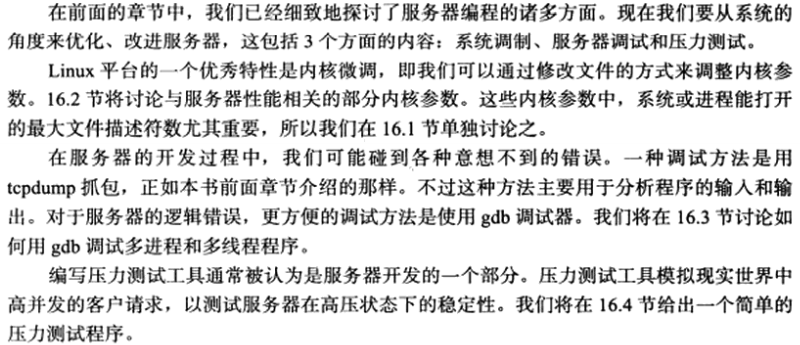 在前面的章节中，我们已经细致地探讨了服务器编程的诸多方面。现在我们要从系统的
角度来优化、改进服务器，这包括 3 个方面的内容：系统调制、服务器调试和压力测试。
Linux 平台的一个优秀特性是内核微调，即我们可以通过修改文件的方式来调整内核参
数。16.2 节将讨论与服务器性能相关的部分内核参数。这些内核参数中，系统或进程能打开
的最大文件描述符数尤其重要，所以我们在 16.1 节单独讨论之。
在服务器的开发过程中，我们可能碰到各种意想不到的错误。一种调试方法是用
tcpdump 抓包，正如本书前面章节介绍的那样。不过这种方法主要用于分析程序的输入和输
出。对于服务器的逻辑错误，更方便的调试方法是使用 gdb 调试器。我们将在 16.3 节讨论如
何用 gdb 调试多进程和多线程程序。
编写压力测试工具通常被认为是服务器开发的一个部分。压力测试工具模拟现实世界中
高并发的客户请求，以测试服务器在高压状态下的稳定性。我们将在 16.4 节给出一个简单的
压力测试程序。